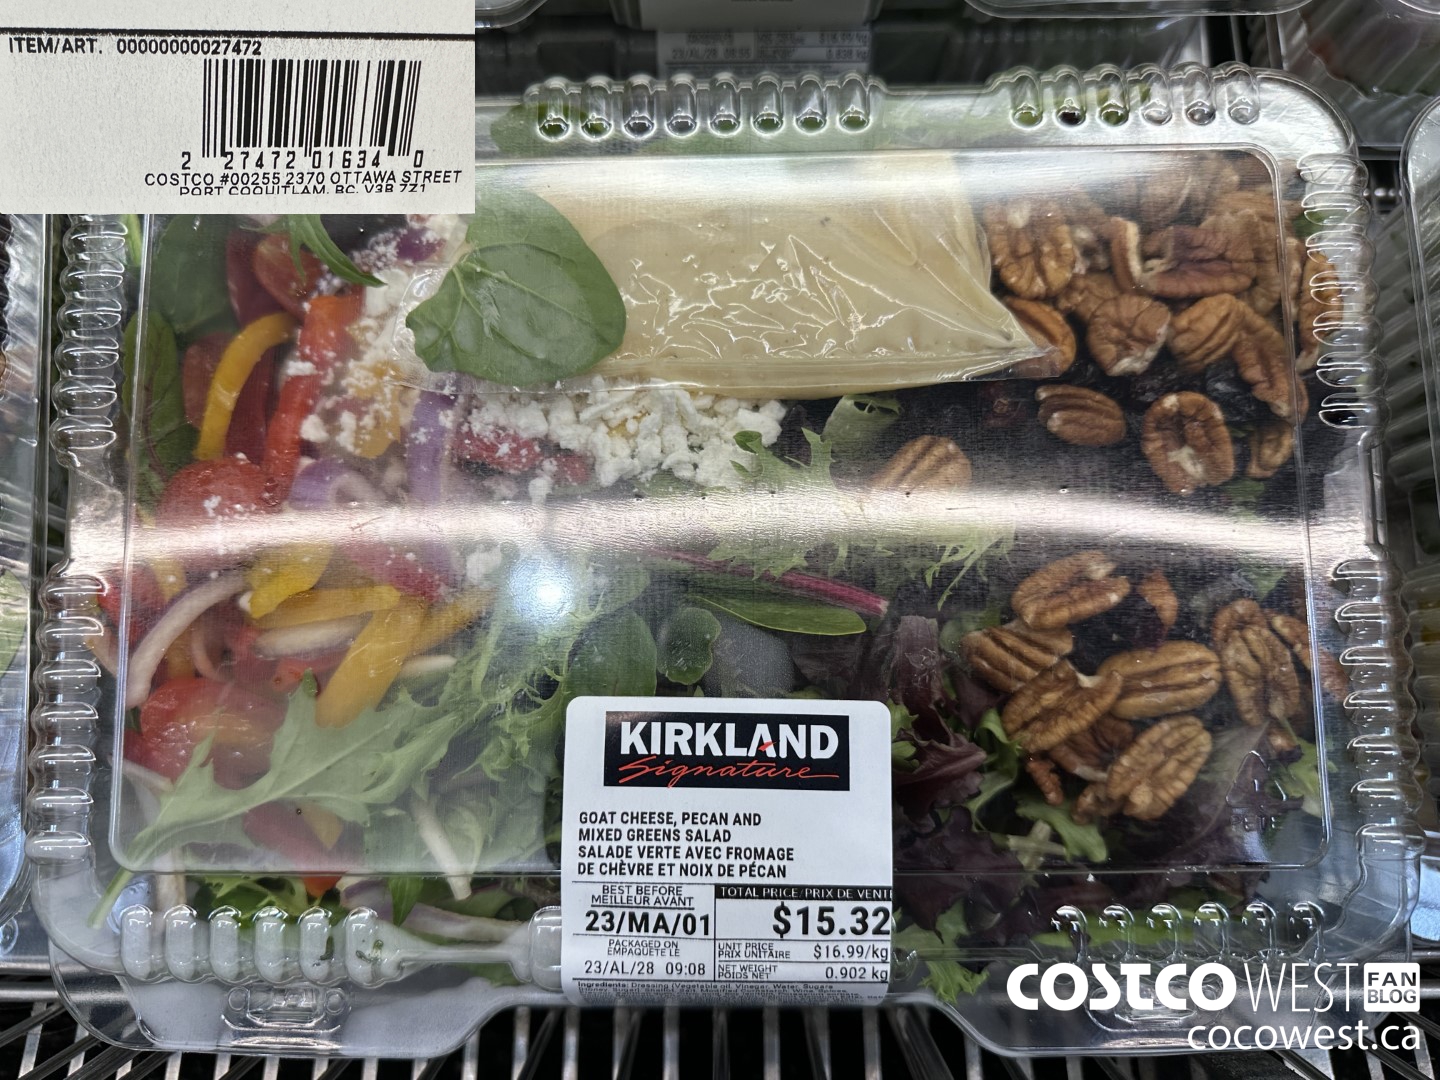 ITEM/ART. 00000000027472
2 27472 01634 0
COSTCO #00255 2370 OTTAWA STREET
PORT COQUITLAM, BC, V3B 7Z1
KIRKLAND
Signature
GOAT CHEESE, PECAN AND
MIXED GREENS SALAD
SALADE VERTE AVEC FROMAGE
DE CHÈVRE ET NOIX DE PÉCAN
BEST BEFORE
MEILLEUR AVANT
23/MA/01
PACKAGED ON
EMPAQUETÉ LE
23/AL/28 09:08
TOTAL PRICE/PRIX DE VENT
$15.32
UNIT PRICE
PRIX UNITAIRE
$16.99/kg
NET WEIGHT
POIDS NET
0.902 kg
Ingredients: Dressing (Vegetable oil, Vinegar, Water, Sugars
COSTCO WEST FAN
BLOG
cocowest.ca